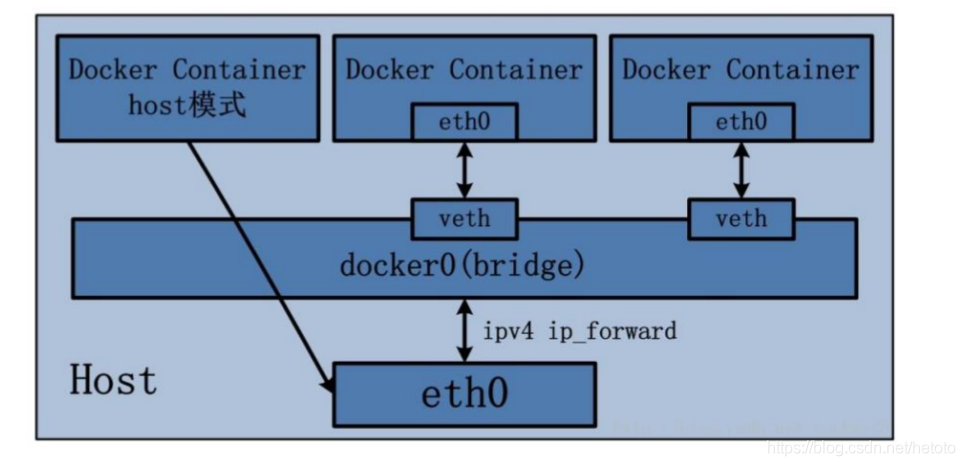 Docker Container
host模式
Docker Container
eth0
Docker Container
eth0
veth
veth
docker0(bridge)
ipv4 ip_forward
Host
eth0
https://blog.csdn.net/hetoto